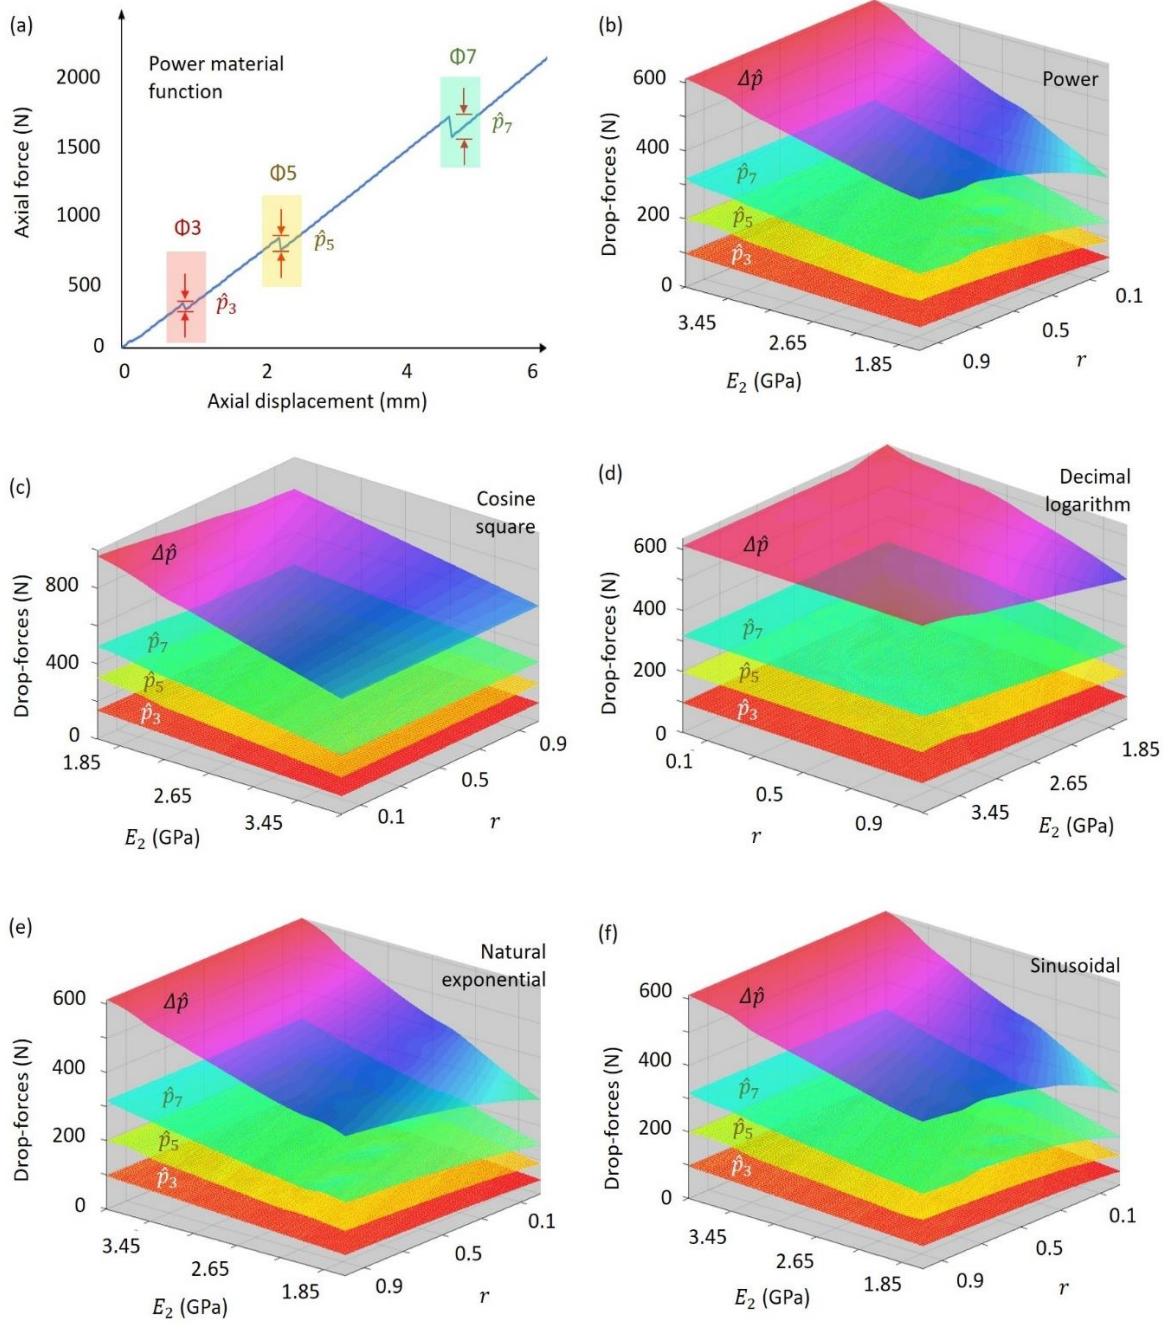 (a)
Power material
function
Axial force (N)
2000
1500
1000
500
0
Φ3
Φ5
Φ7
p̂₃
p̂₅
p̂₇
0
2
4
6
Axial displacement (mm)
(b)
Power
Drop-forces (N)
600
400
200
0
Δp̂
p̂₇
p̂₅
p̂₃
3.45
2.65
1.85
E₂ (GPa)
0.9
0.5
0.1
r
(c)
Cosine
square
Drop-forces (N)
800
400
0
Δp̂
p̂₇
p̂₅
p̂₃
1.85
2.65
3.45
E₂ (GPa)
0.1
0.5
0.9
r
(d)
Decimal
logarithm
Drop-forces (N)
600
400
200
0
Δp̂
p̂₇
p̂₅
p̂₃
0.1
0.5
0.9
r
3.45
2.65
1.85
E₂ (GPa)
(e)
Natural
exponential
Drop-forces (N)
600
400
200
0
Δp̂
p̂₇
p̂₅
p̂₃
3.45
2.65
1.85
E₂ (GPa)
0.9
0.5
0.1
r
(f)
Sinusoidal
Drop-forces (N)
600
400
200
0
Δp̂
p̂₇
p̂₅
p̂₃
3.45
2.65
1.85
E₂ (GPa)
0.9
0.5
0.1
r